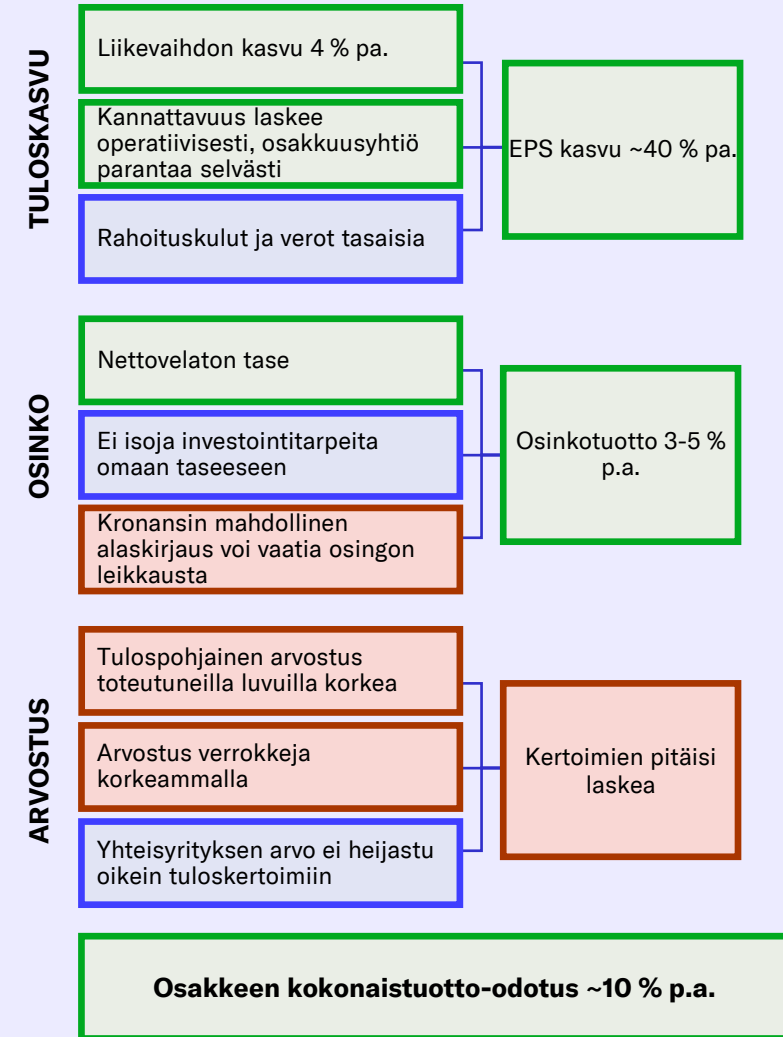 TULOSKASVU
Liikevaihdon kasvu 4 % pa.
Kannattavuus laskee
operatiivisesti, osakkuusyhtiö
parantaa selvästi
Rahoituskulut ja verot tasaisia
EPS kasvu ~40 % pa.
OSINKO
Nettovelaton tase
Ei isoja investointitarpeita
omaan taseeseen
Kronansin mahdollinen
alaskirjaus voi vaatia osingon
leikkausta
Osinkotuotto 3-5 %
p.a.
ARVOSTUS
Tulospohjainen arvostus
toteutuneilla luvuilla korkea
Arvostus verrokkeja
korkeammalla
Yhteisyrityksen arvo ei heijastu
oikein tuloskertoimiin
Kertoimien pitäisi
laskea
Osakkeen kokonaistuotto-odotus ~10 % p.a.